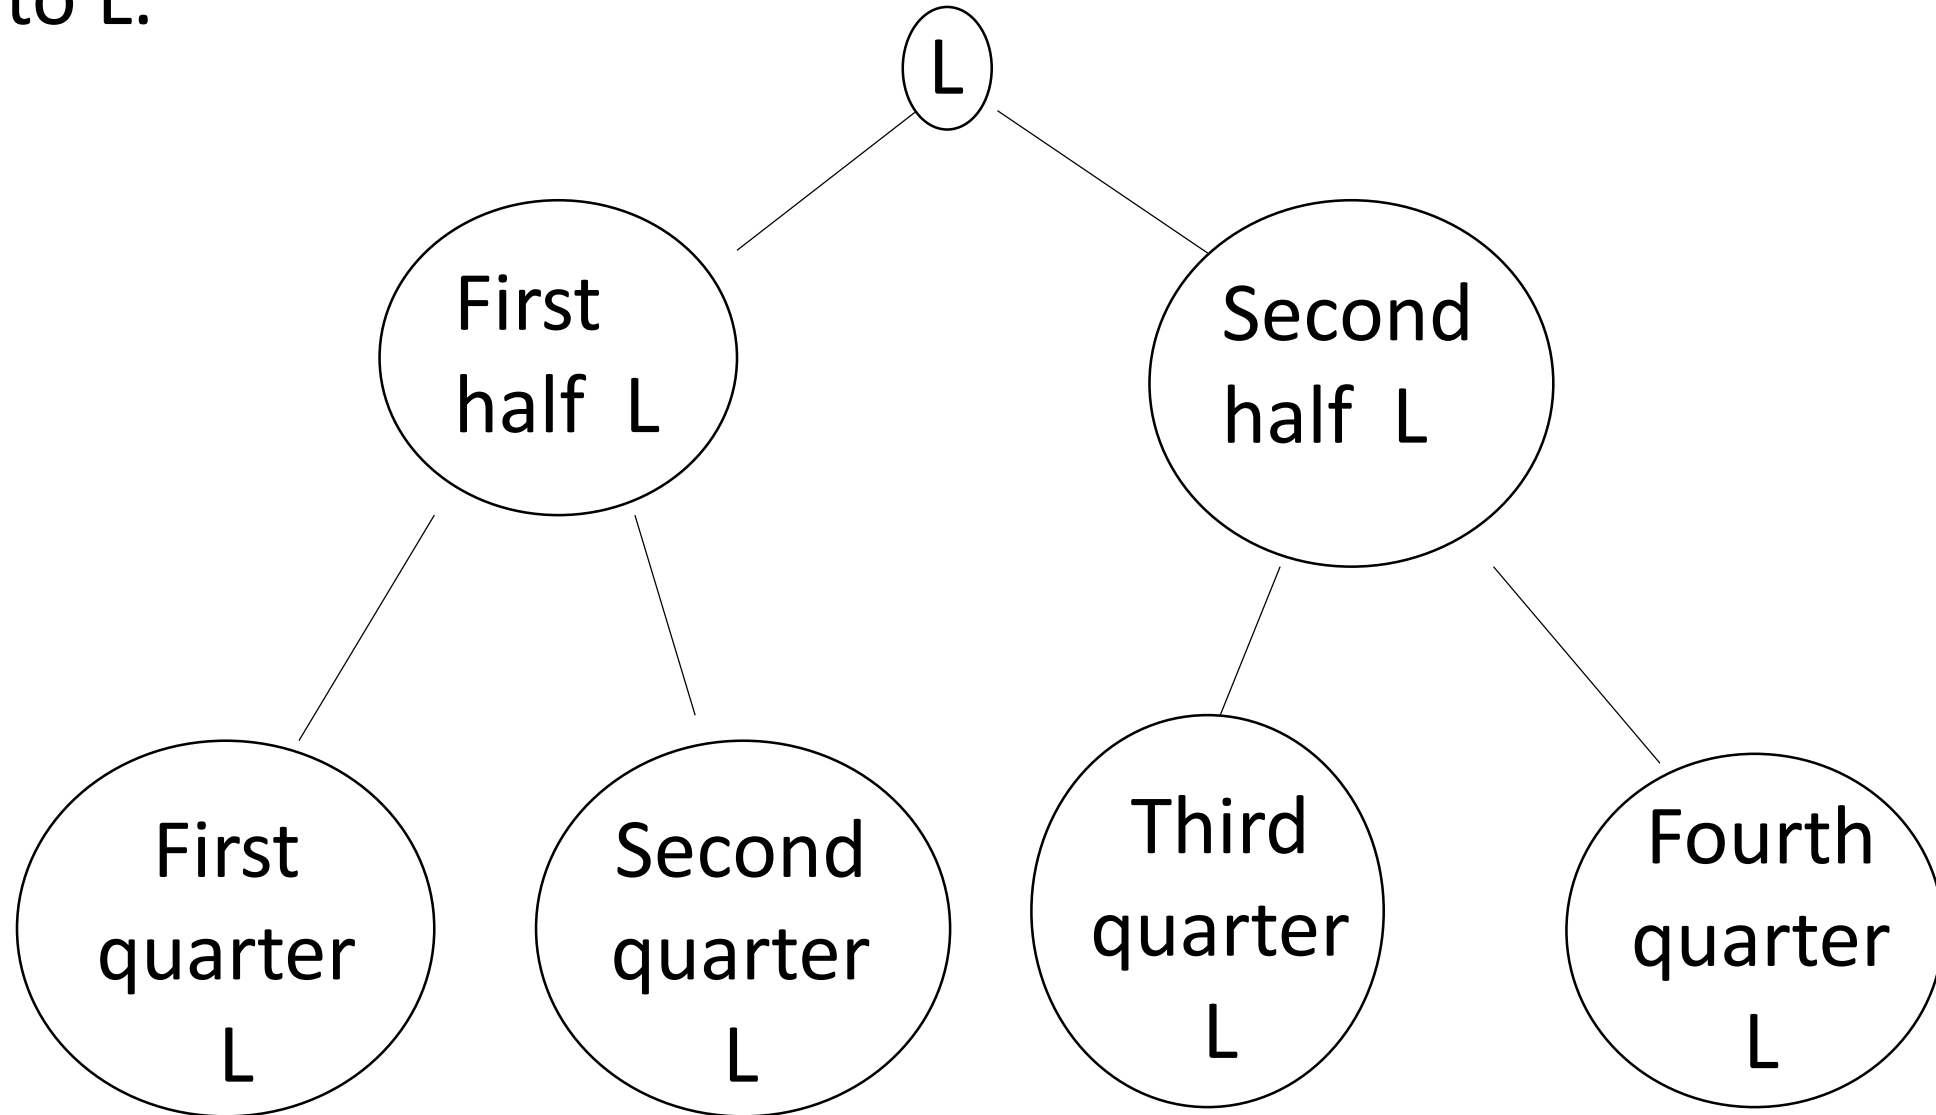 to L.
L
First
half L
Second
half L
First
quarter
L
Second
quarter
L
Third
quarter
L
Fourth
quarter
L